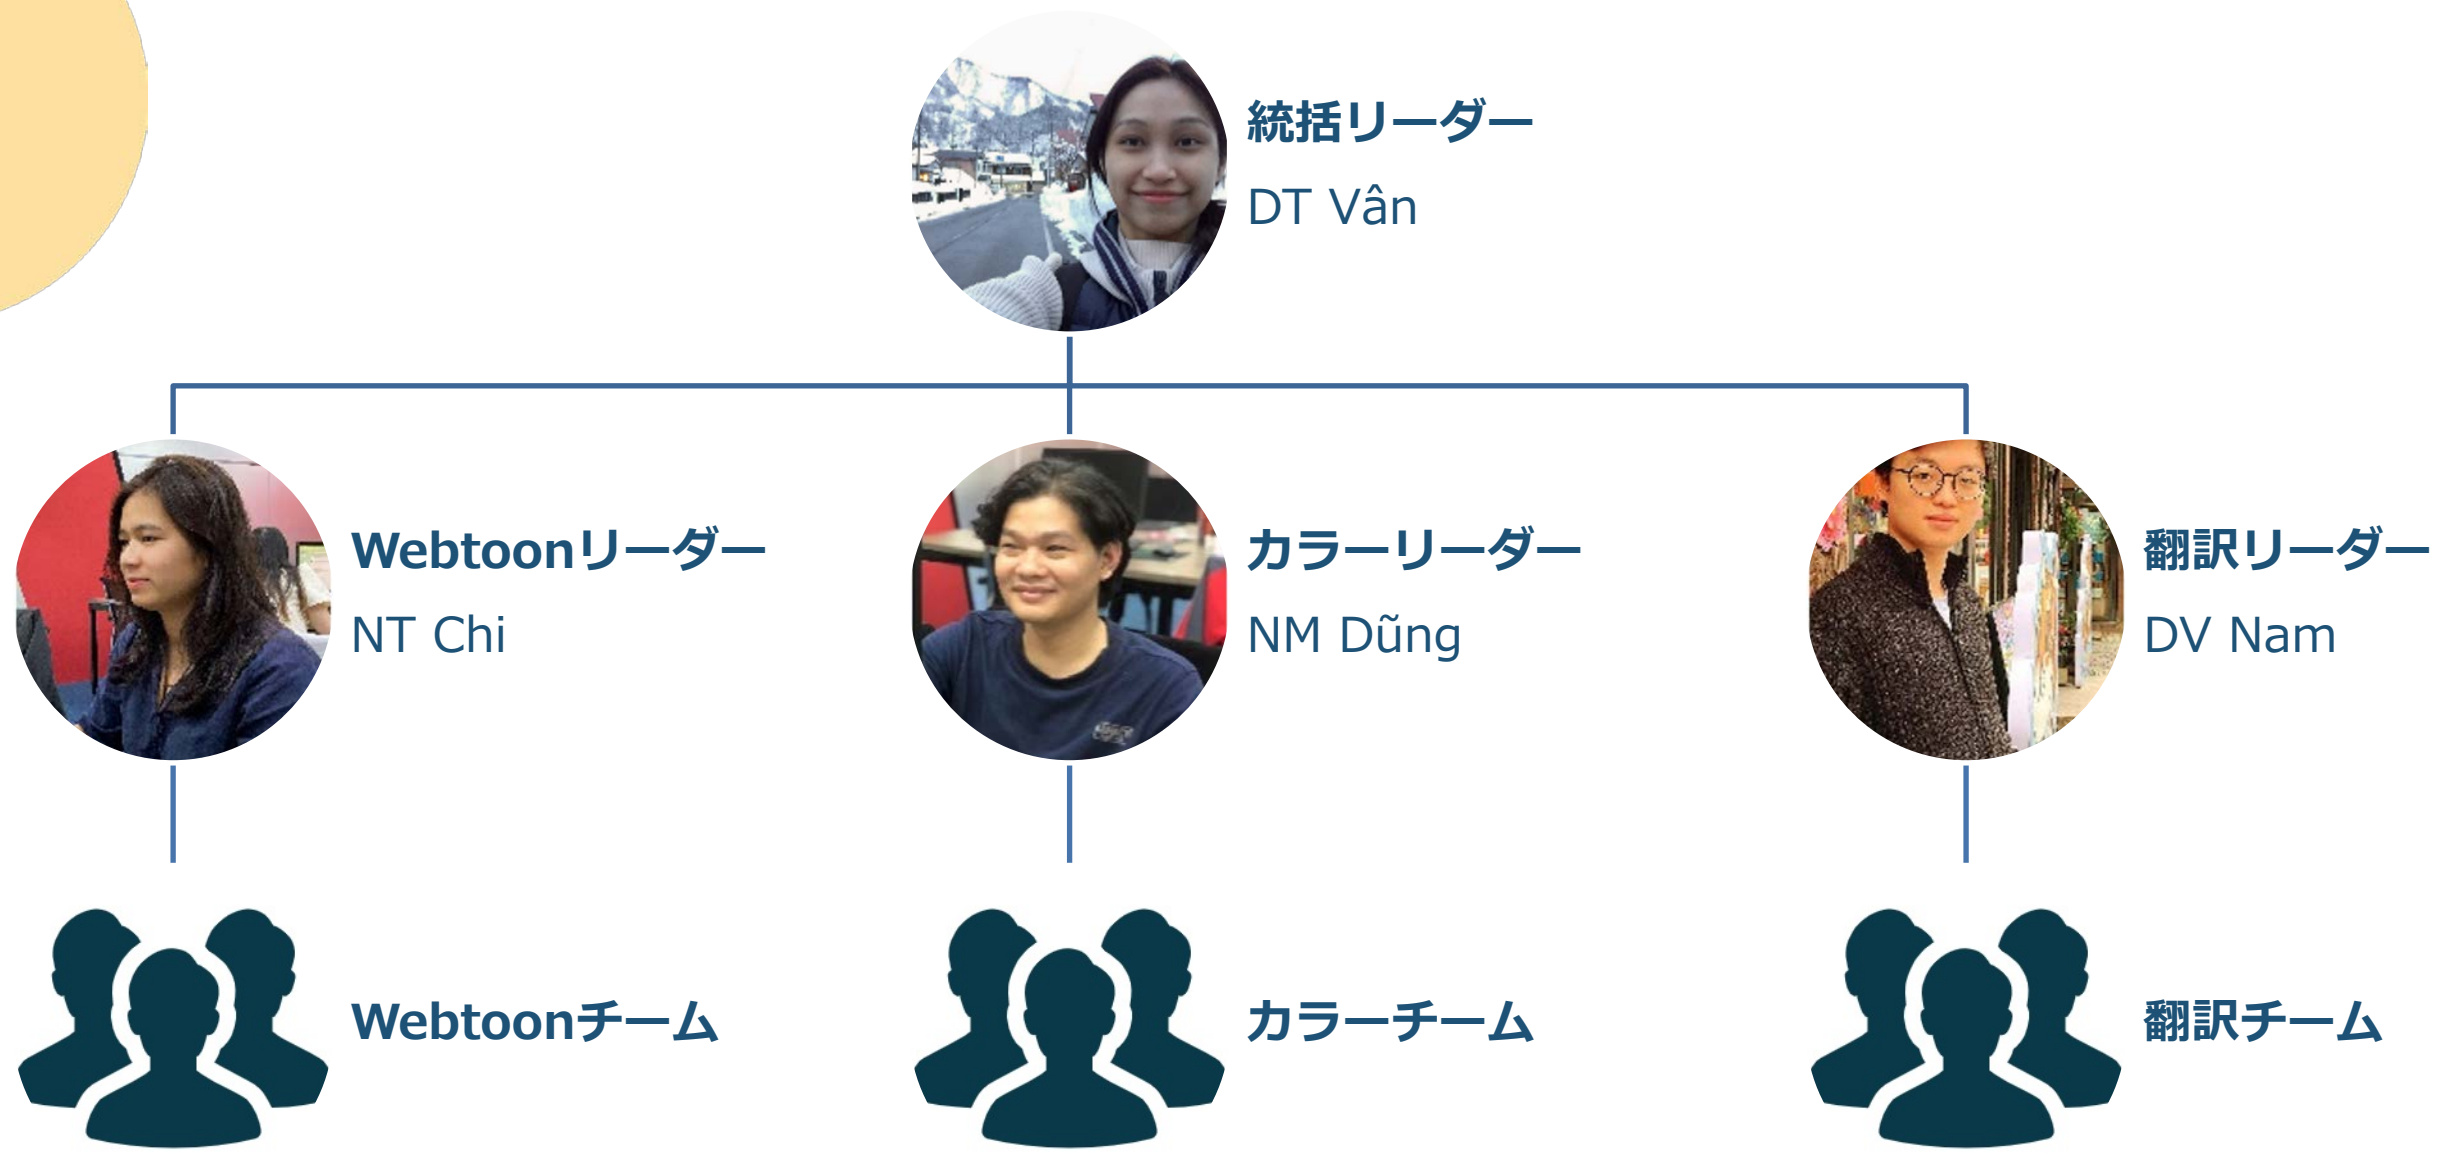 統括リーダー
DT Vân
Webtoonリーダー
NT Chi
カラーリーダー
NM Dũng
翻訳リーダー
DV Nam
Webtoonチーム
カラーチーム
翻訳チーム